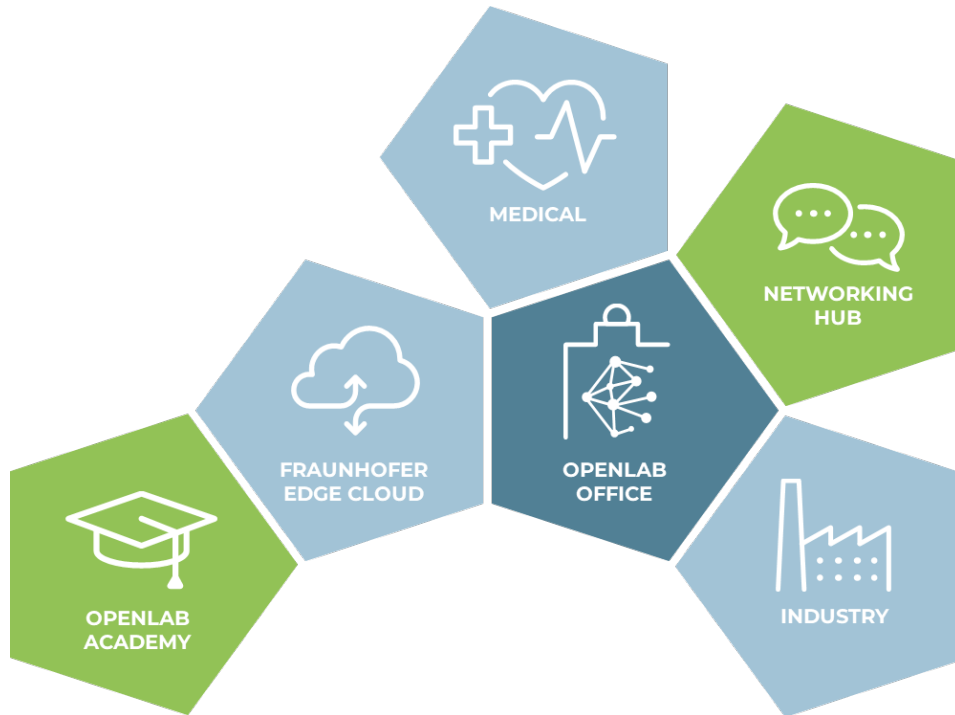 MEDICAL
NETWORKING
HUB
FRAUNHOFER
EDGE CLOUD
OPENLAB
OFFICE
OPENLAB
ACADEMY
INDUSTRY